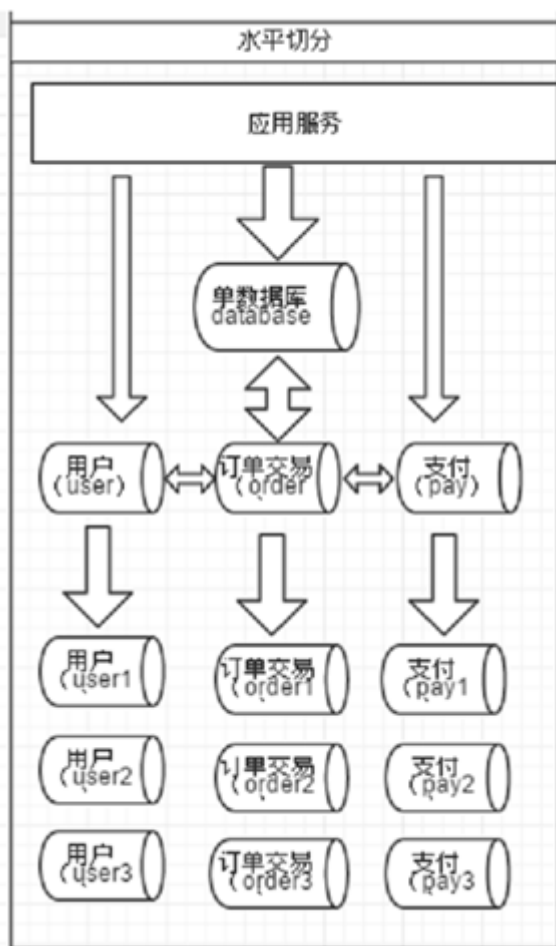 水平切分
应用服务
单数据库
database
用户
(user)
订单交易
(order
支付
(pay)
用户
(user1
订单交易
(order1
支付
(pay1
用户
(user2
订单交易
(order2
支付
(pay2
用户
(user3
订单交易
(order3
支付
(pay3